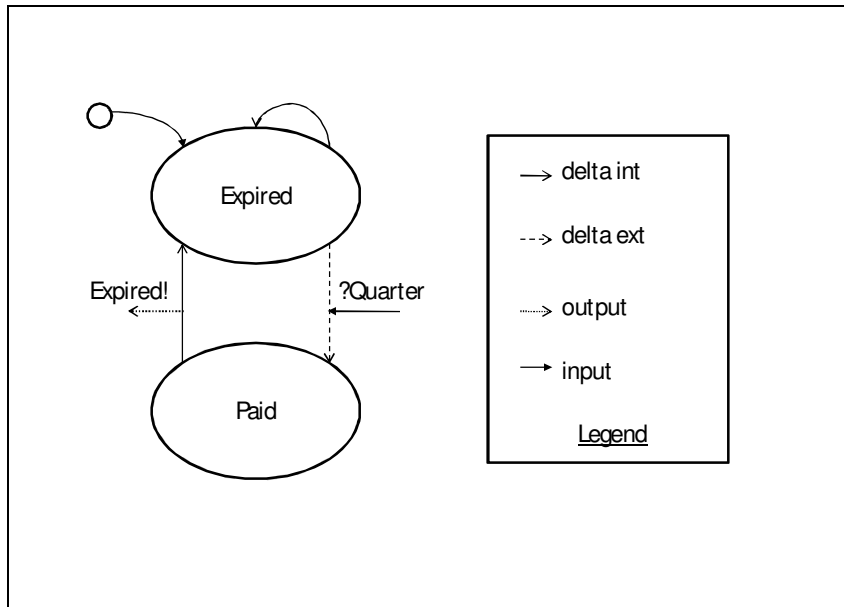 Expired
Expired!
?Quarter
Paid
delta int
delta ext
output
input
Legend